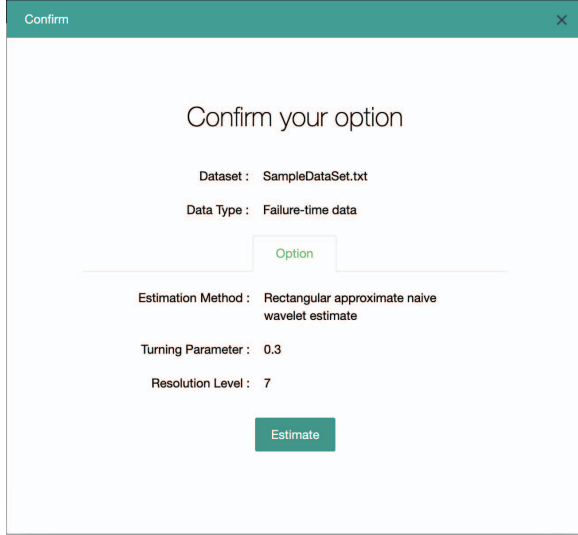 Confirm
Confirm your option
Dataset : SampleDataSet.txt
Data Type : Failure-time data
Option
Estimation Method : Rectangular approximate naive
wavelet estimate
Turning Parameter : 0.3
Resolution Level : 7
Estimate